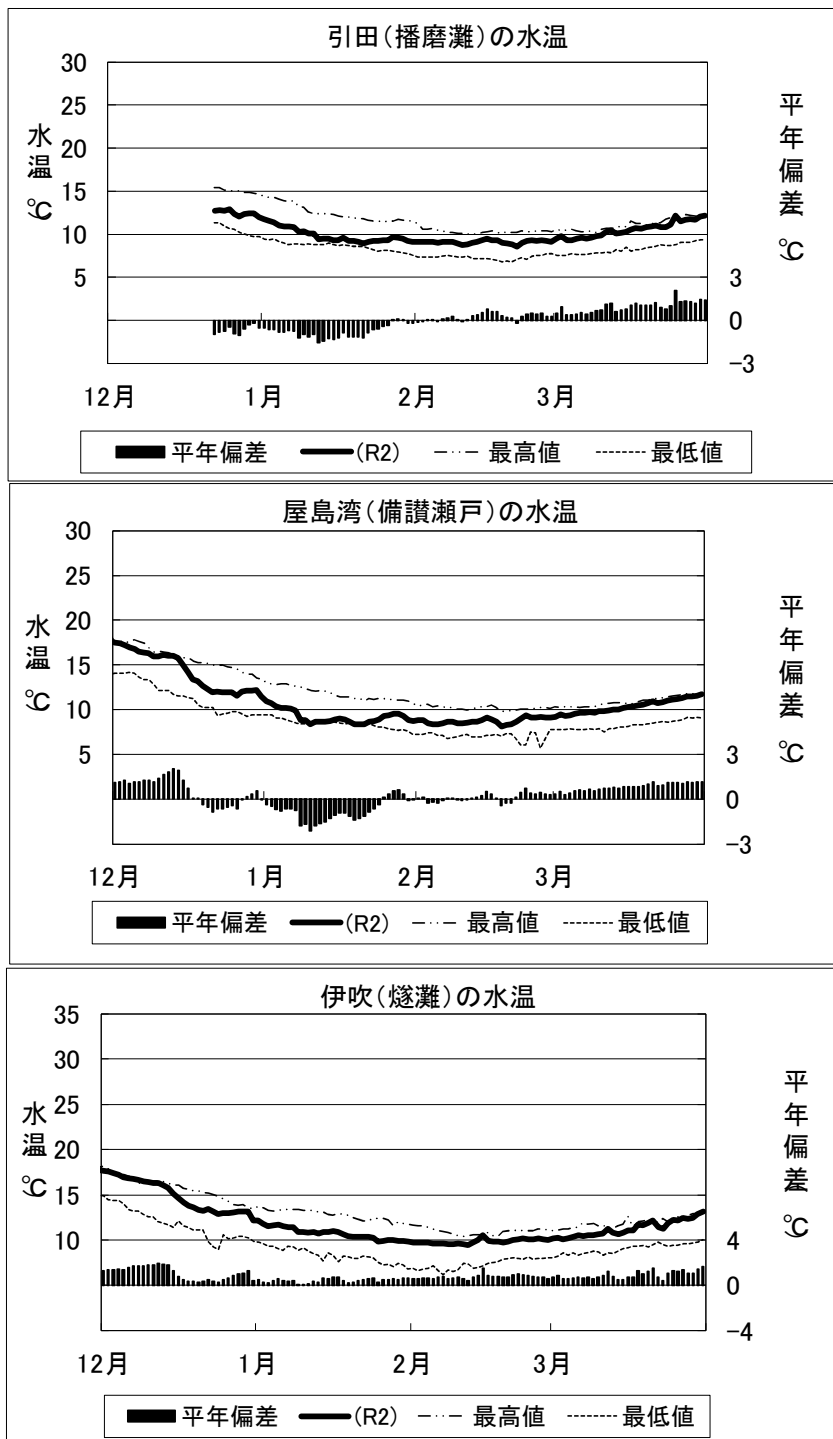 引田(播磨灘)の水温
30
25
20
15
10
5
水温 ℃
平年偏差 ℃
3
0
-3
12月 1月 2月 3月
平年偏差 (R2) 最高値 最低値
屋島湾(備讃瀬戸)の水温
30
25
20
15
10
5
水温 ℃
平年偏差 ℃
3
0
-3
12月 1月 2月 3月
平年偏差 (R2) 最高値 最低値
伊吹(燧灘)の水温
35
30
25
20
15
10
水温 ℃
平年偏差 ℃
4
0
-4
12月 1月 2月 3月
平年偏差 (R2) 最高値 最低値